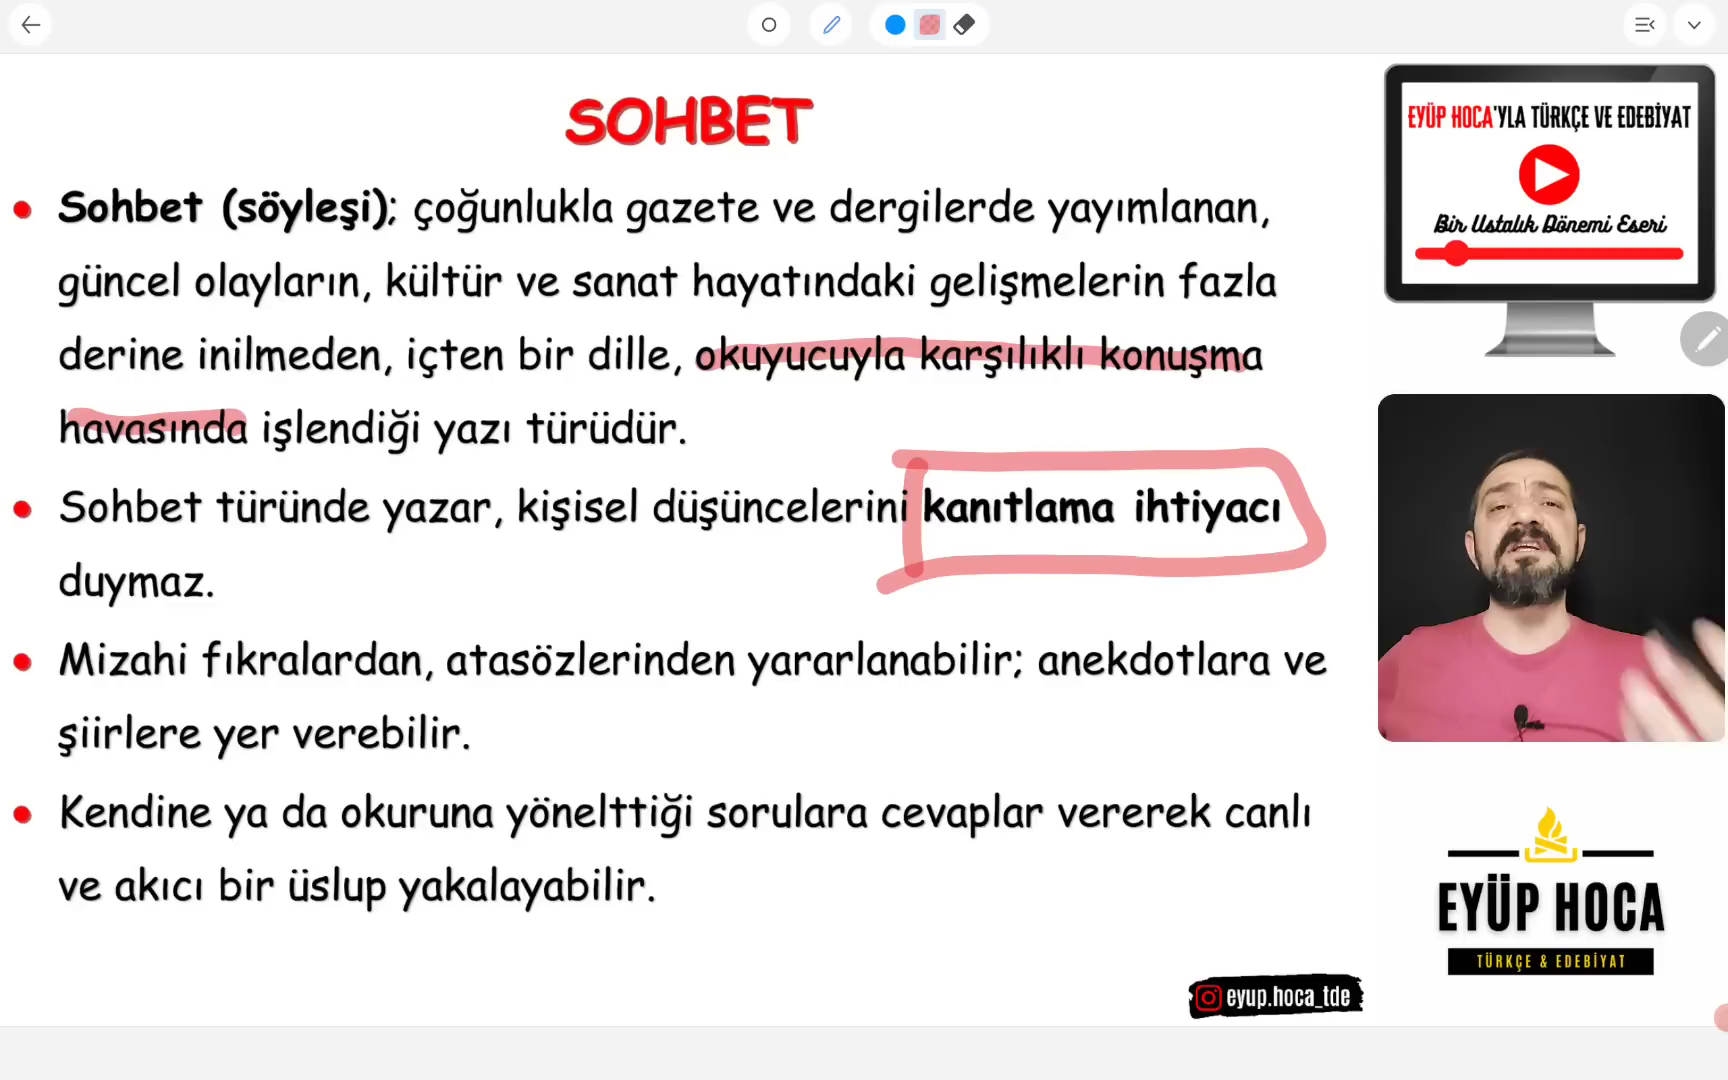 SOHBET
Sohbet (söyleşi); çoğunlukla gazete ve dergilerde yayımlanan,
güncel olayların, kültür ve sanat hayatındaki gelişmelerin fazla
derine inilmeden, içten bir dille, okuyucuyla karşılıklı konuşma
havasında işlendiği yazı türüdür.
Sohbet türünde yazar, kişisel düşüncelerini kanıtlama ihtiyacı
duymaz.
Mizahi fıkralardan, atasözlerinden yararlanabilir; anekdotlara ve
şiirlere yer verebilir.
Kendine ya da okuruna yönelttiği sorulara cevaplar vererek canlı
ve akıcı bir üslup yakalayabilir.
EYÜP HOCA'YLA TÜRKÇE VE EDEBİYAT
Bir Ustalık Dönemi Eseri
EYÜP HOCA
TÜRKÇE & EDEBİYAT
eyup.hoca_tde